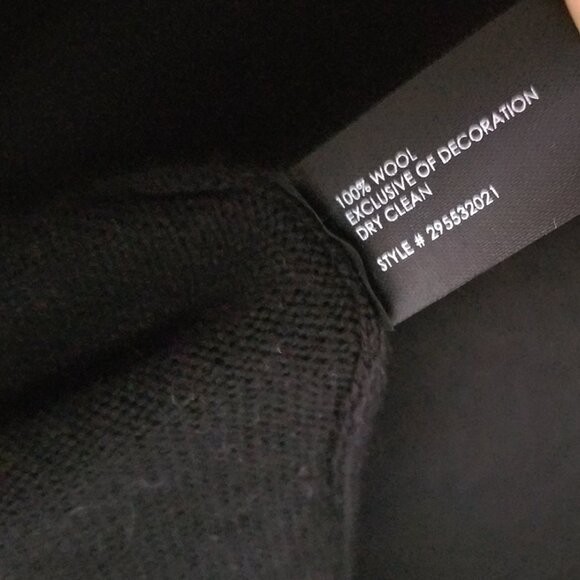 100% WOOL
EXCLUSIVE OF DECORATION
DRY CLEAN
STYLE # 295532021